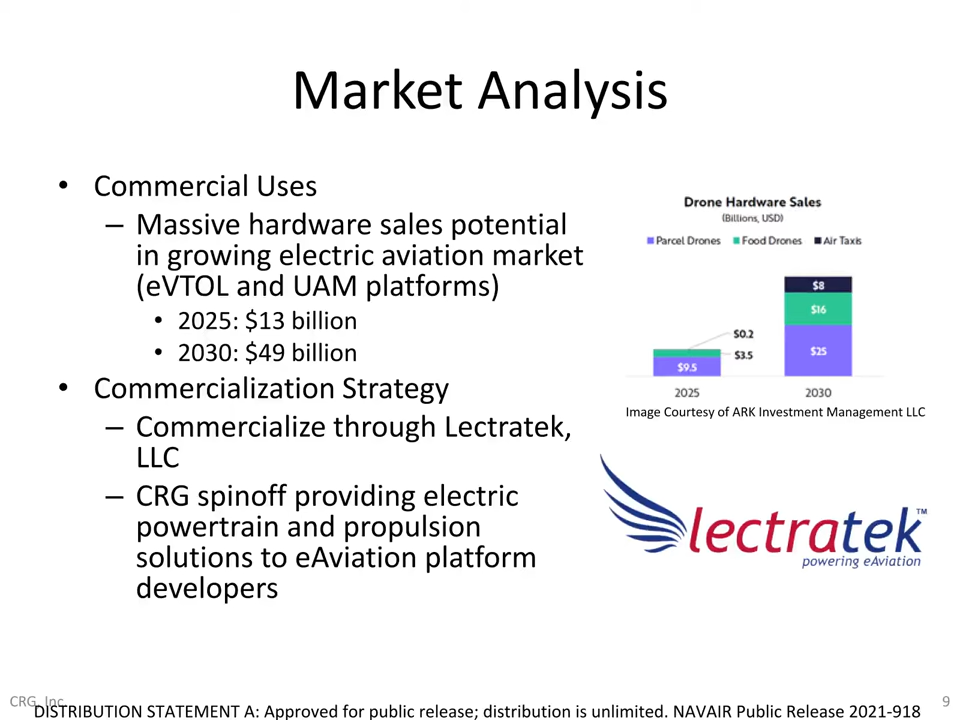 Market Analysis
• Commercial Uses
– Massive hardware sales potential
in growing electric aviation market
(eVTOL and UAM platforms)
• 2025: $13 billion
• 2030: $49 billion
• Commercialization Strategy
– Commercialize through Lectratek,
LLC
– CRG spinoff providing electric
powertrain and propulsion
solutions to eAviation platform
developers
Drone Hardware Sales
(Billions, USD)
Parcel Drones Food Drones Air Taxis
$8
$16
$0.2
$3.5
$25
$9.5
2025 2030
Image Courtesy of ARK Investment Management LLC
lectratek™
powering eAviation
CRG, Inc.
9
DISTRIBUTION STATEMENT A: Approved for public release; distribution is unlimited. NAVAIR Public Release 2021-918